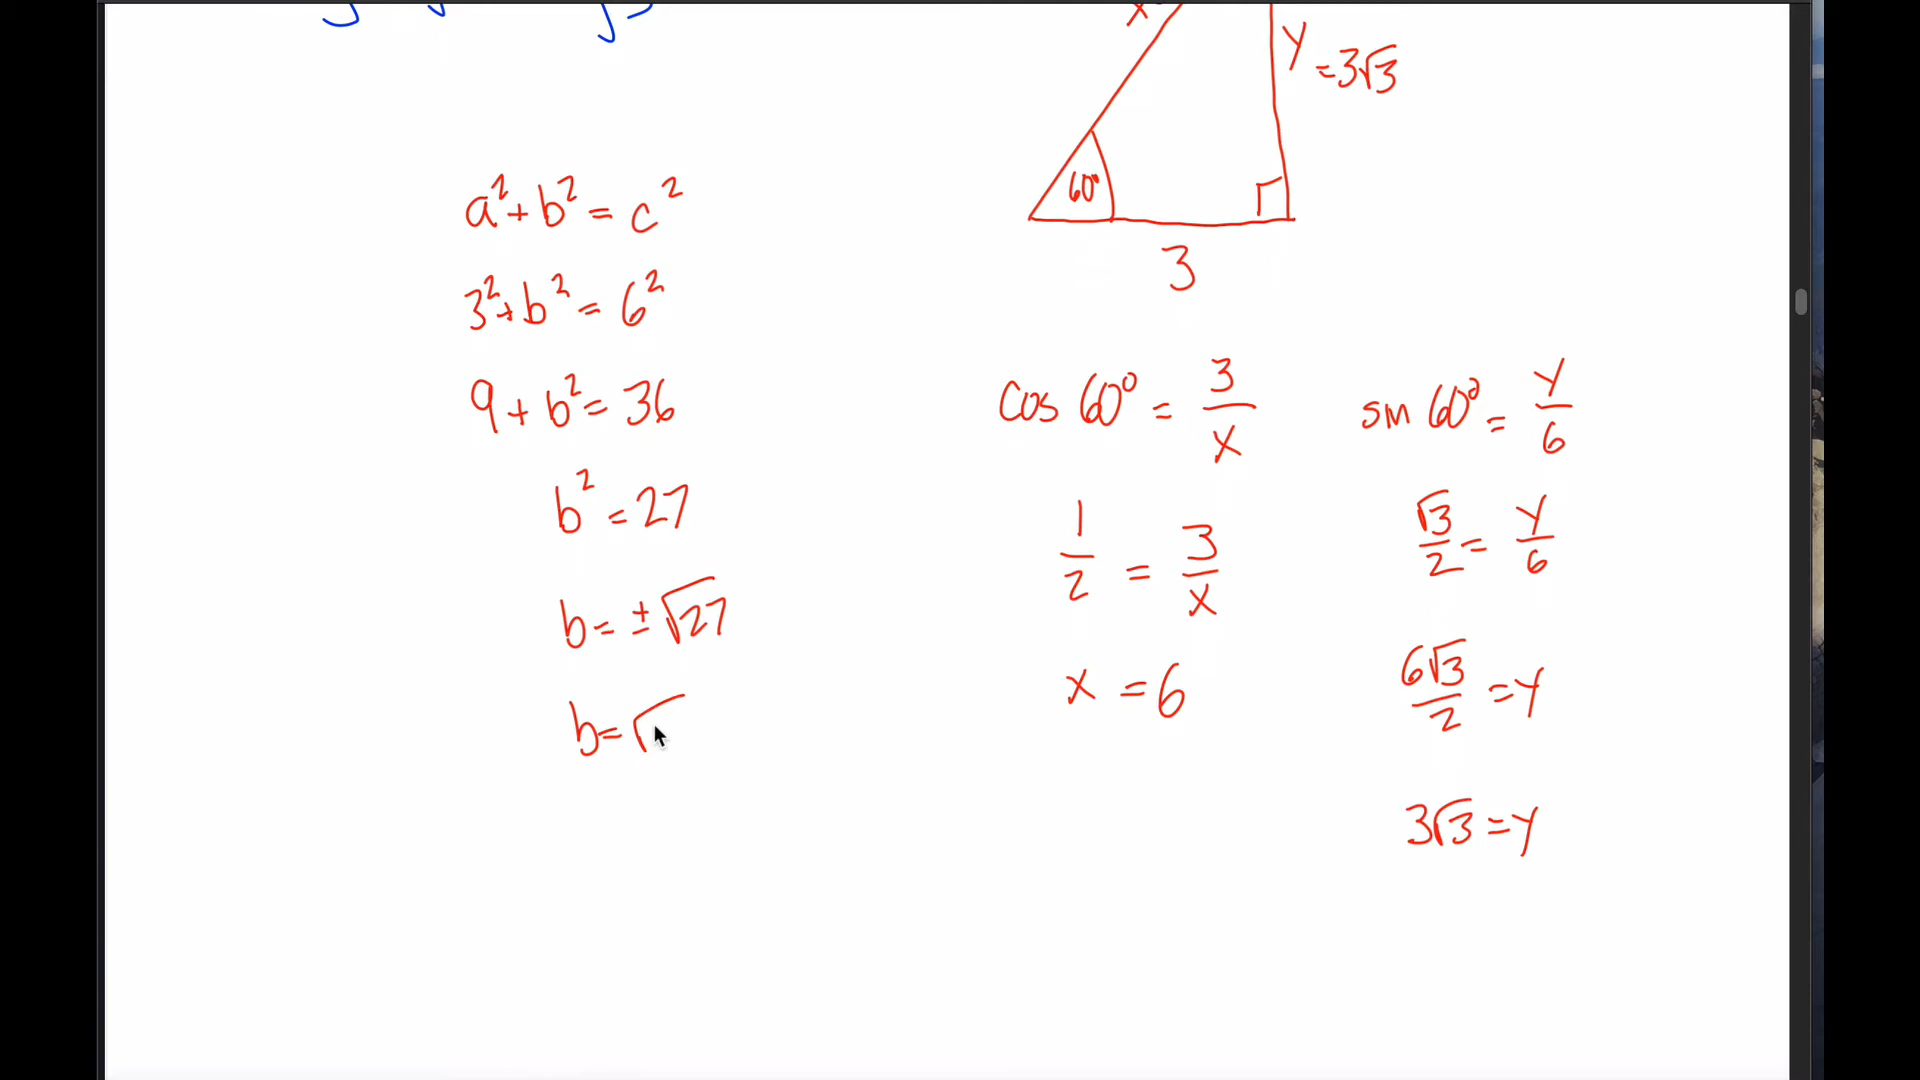 x
y
=3√3
60°
3
a²+b²=c²
3²+b²=6²
9+b²=36
b²=27
b=±√27
b=√
cos 60°=3/x
1/2=3/x
x=6
sin 60°=y/6
√3/2=y/6
6√3/2=y
3√3=y